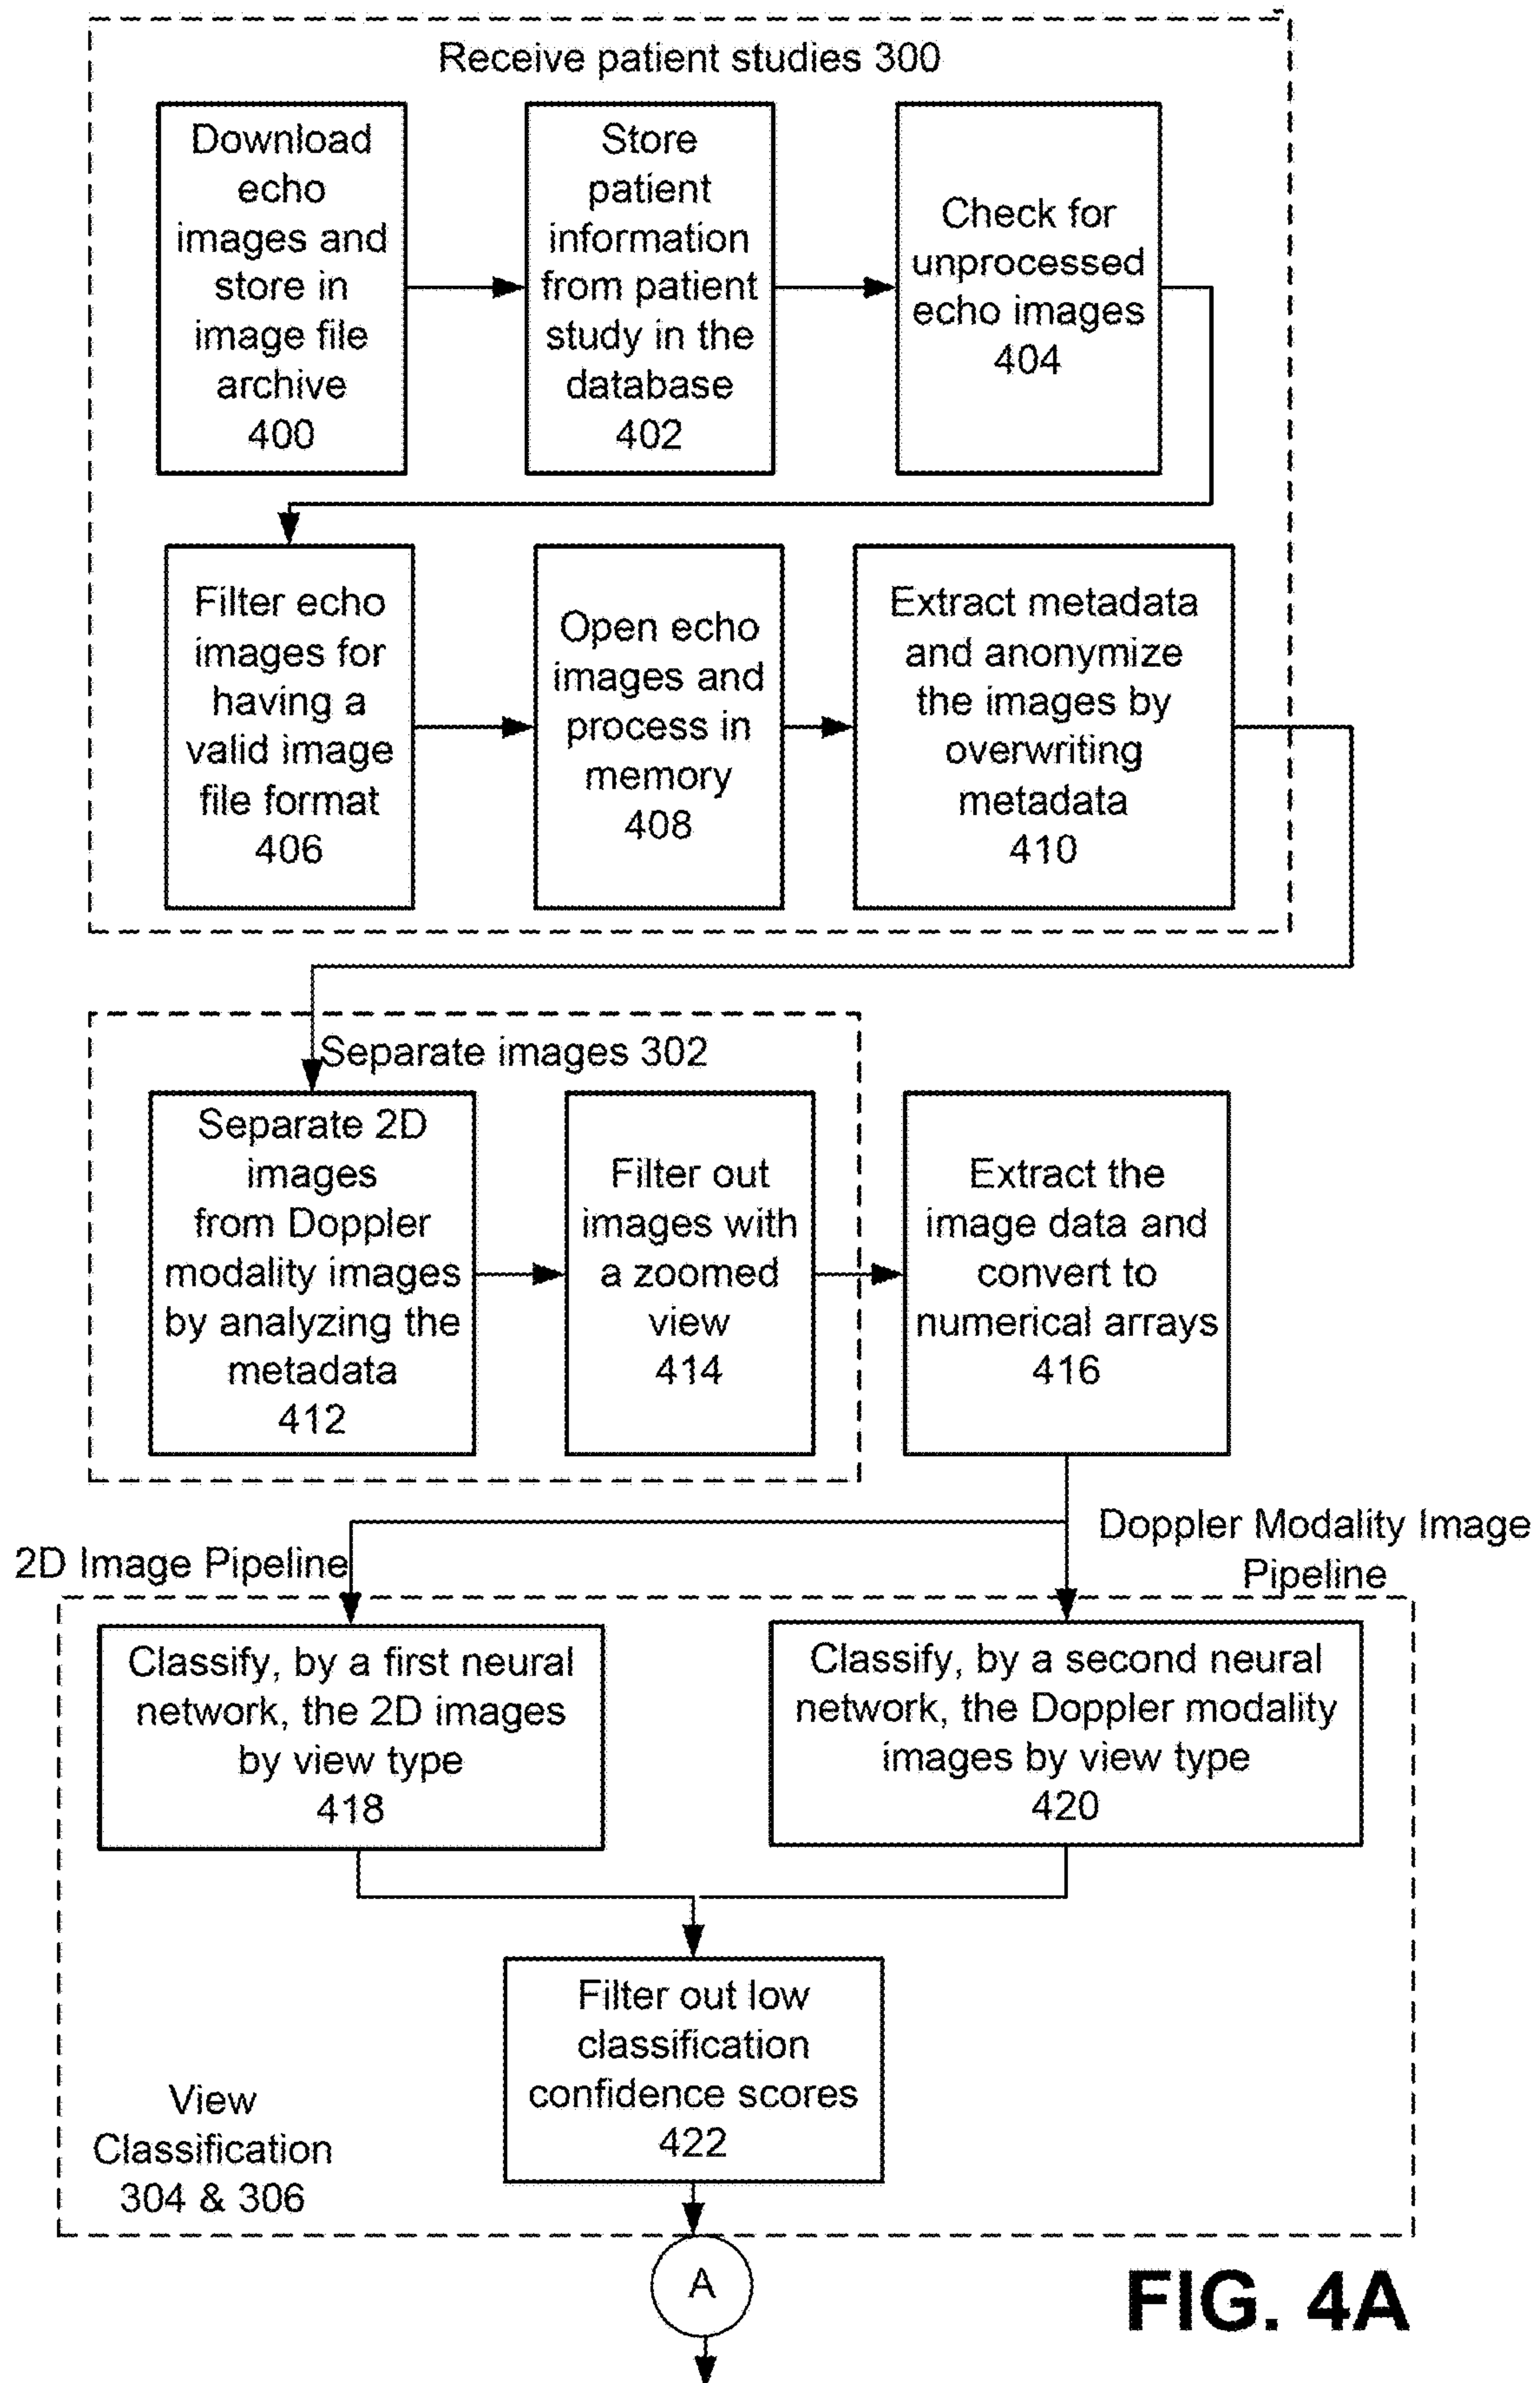 Receive patient studies 300
Download
echo
images and
store in
image file
archive
400
Store
patient
information
from patient
study in the
database
402
Check for
unprocessed
echo images
404
Filter echo
images for
having a
valid image
file format
406
Open echo
images and
process in
memory
408
Extract metadata
and anonymize
the images by
overwriting
metadata
410
Separate images 302
Separate 2D
images
from Doppler
modality images
by analyzing the
metadata
412
Filter out
images with
a zoomed
view
414
Extract the
image data and
convert to
numerical arrays
416
2D Image Pipeline
Doppler Modality Image
Pipeline
Classify, by a first neural
network, the 2D images
by view type
418
Classify, by a second neural
network, the Doppler modality
images by view type
420
Filter out low
classification
confidence scores
422
View
Classification
304 & 306
A
FIG. 4A